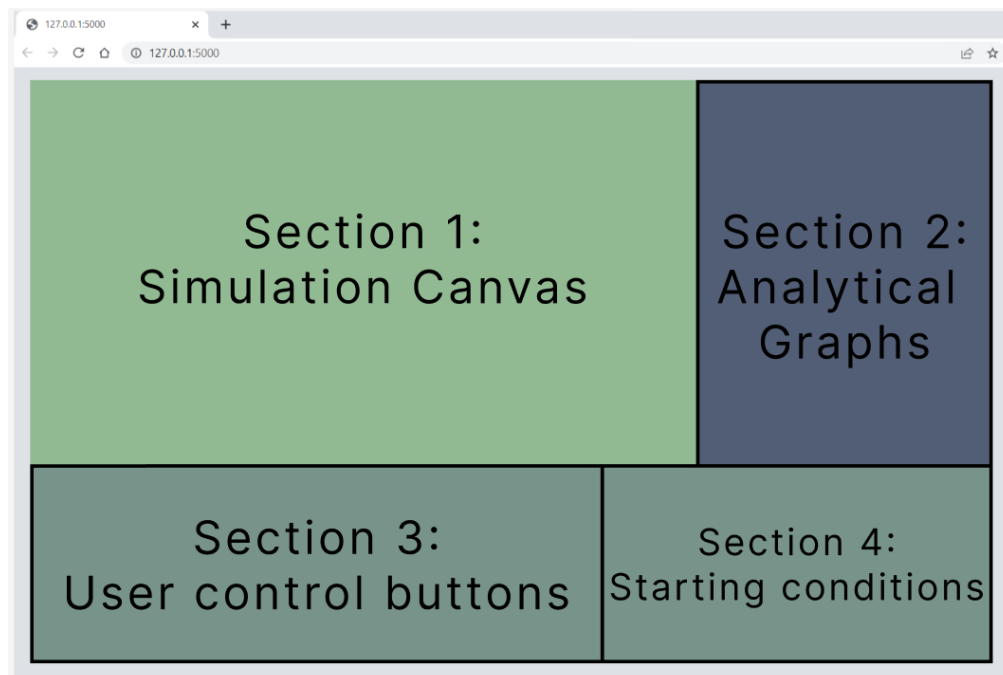 127.0.0.1:5000
127.0.0.1:5000
Section 1:
Simulation Canvas
Section 2:
Analytical
Graphs
Section 3:
User control buttons
Section 4:
Starting conditions